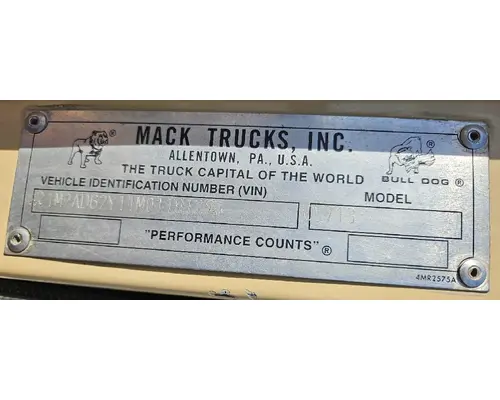 MACK TRUCKS, INC.
ALLENTOWN, PA., U.S.A.
THE TRUCK CAPITAL OF THE WORLD
BULL DOG ®
VEHICLE IDENTIFICATION NUMBER (VIN)
MODEL
"PERFORMANCE COUNTS" ®
4MR2575A